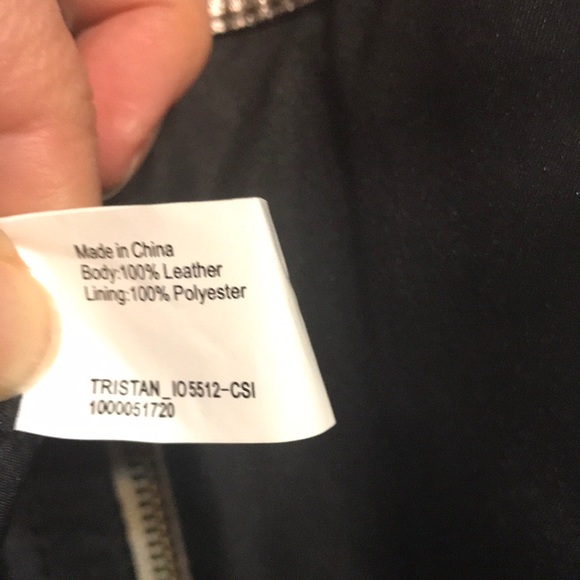 Made in China
Body:100% Leather
Lining:100% Polyester
TRISTAN_IO5512-CSI
1000051720